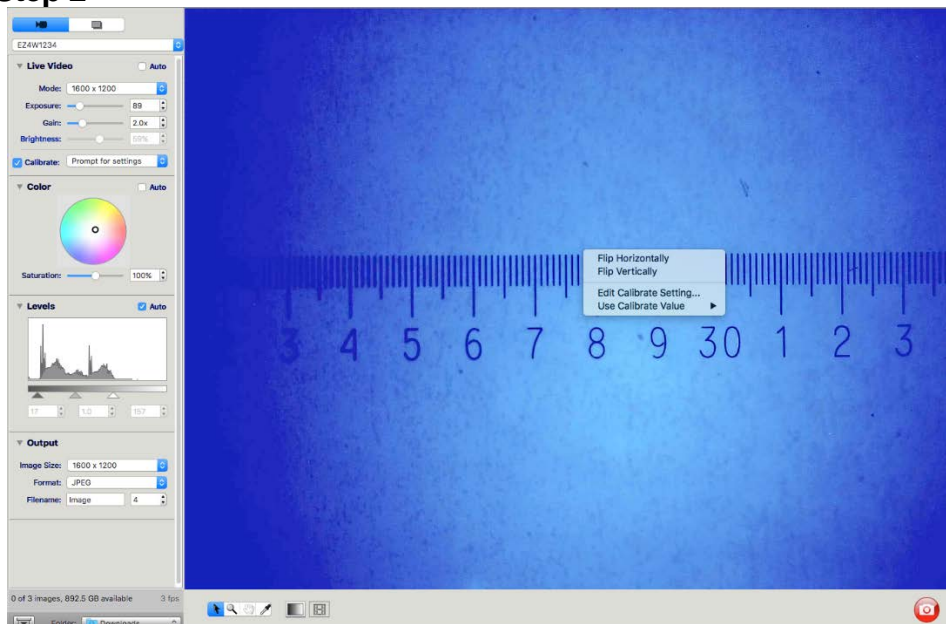 EZ4W1234
Live Video Auto
Mode: 1600 x 1200
Exposure: 89
Gain: 2.0x
Brightness: 69%
Calibrate: Prompt for settings
Color Auto
Saturation: 100%
Levels Auto
17 1.0 157
Output
Image Size: 1600 x 1200
Format: JPEG
Filename: Image 4
0 of 3 images, 892.5 GB available 3 fps
Folder: Downloads
Flip Horizontally
Flip Vertically
Edit Calibrate Setting...
Use Calibrate Value
3 4 5 6 7 8 9 30 1 2 3